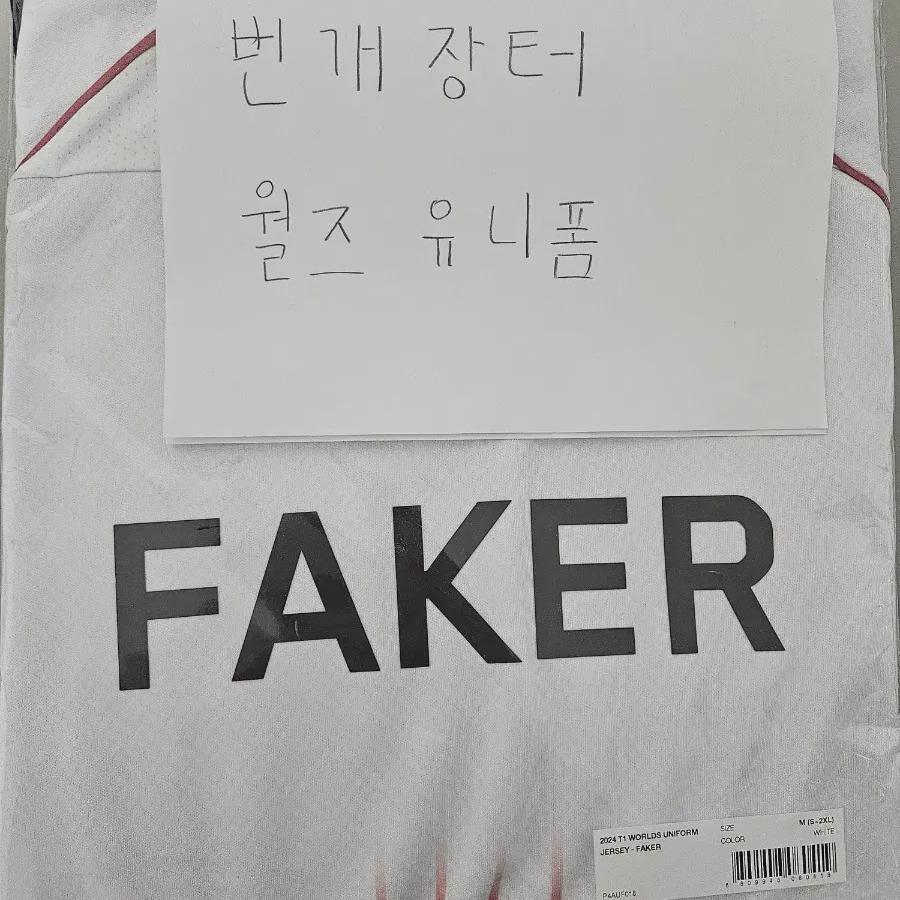 번개장터
월즈 유니폼
FAKER
2024 T1 WORLDS UNIFORM
JERSEY - FAKER
SIZE M (S-2XL)
COLOR WHITE
P4AUF018